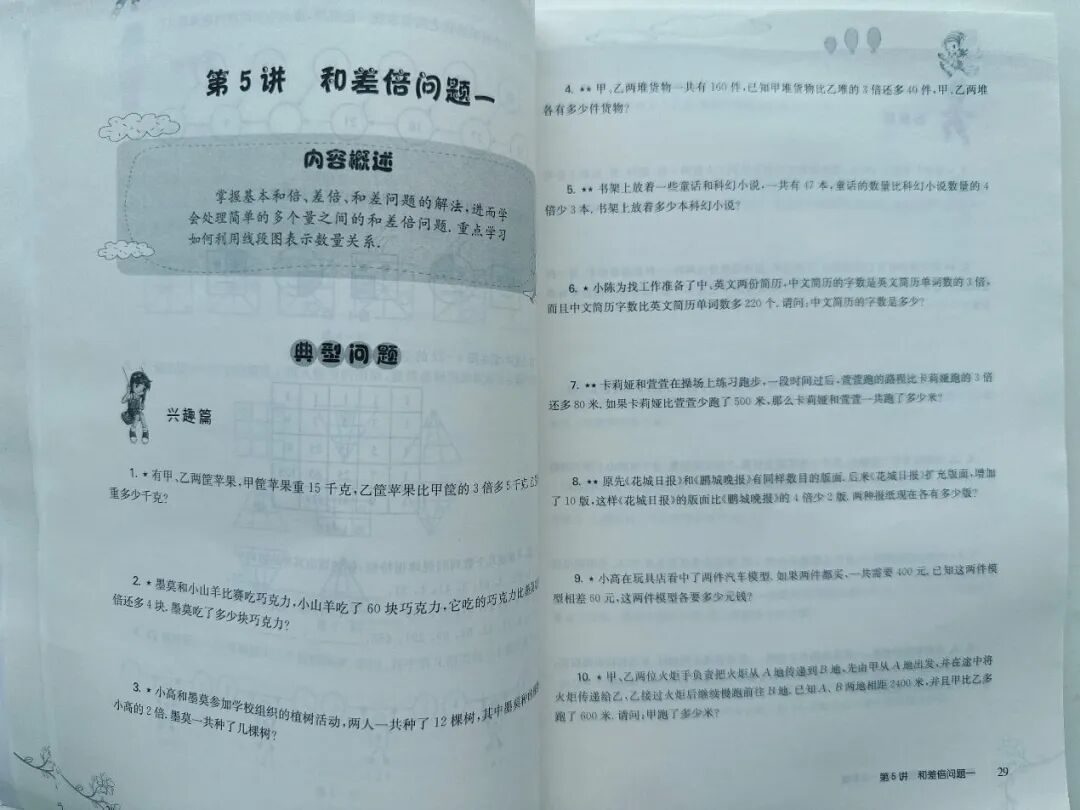 第5讲 和差倍问题一
内容概述
掌握基本和倍、差倍、和差问题的解法,进而学
会处理简单的多个量之间的和差倍问题.重点学习
如何利用线段图表示数量关系.
典型问题
兴趣篇
1. ★有甲、乙两筐苹果,甲筐苹果重15千克,乙筐苹果比甲筐的3倍多5千克,乙
重多少千克?
2. ★墨莫和小山羊比赛吃巧克力,小山羊吃了60块巧克力,它吃的巧克力比
倍还多4块.墨莫吃了多少块巧克力?
3. ★小高和墨莫参加学校组织的植树活动,两人一共种了12棵树,其中墨莫
小高的2倍.墨莫一共种了几棵树?
4. ★★甲、乙两堆货物一共有160件,已知甲堆货物比乙堆的3倍还多40件,甲、乙两堆
各有多少件货物?
5. ★★书架上放着一些童话和科幻小说,一共有47本,童话的数量比科幻小说数量的4
倍少3本.书架上放着多少本科幻小说?
6. ★小陈为找工作准备了中、英文两份简历,中文简历的字数是英文简历单词数的3倍,
而且中文简历字数比英文简历单词数多220个.请问:中文简历的字数是多少?
7. ★★卡莉娅和萱萱在操场上练习跑步,一段时间过后,萱萱跑的路程比卡莉娅跑的3倍
还多80米.如果卡莉娅比萱萱少跑了500米,那么卡莉娅和萱萱一共跑了多少米?
8. ★★原先《花城日报》和《鹏城晚报》有同样数目的版面.后来《花城日报》扩充版面,增加
了10版,这样《花城日报》的版面比《鹏城晚报》的4倍少2版.两种报纸现在各有多少版?
9. ★小高在玩具店看中了两件汽车模型.如果两件都买,一共需要400元.已知这两件模
型相差60元,这两件模型各要多少元钱?
10. ★甲、乙两位火炬手负责把火炬从A地传递到B地,先由甲从A地出发,并在途中将
火炬传递给乙,乙接过火炬后继续慢跑前往B地.已知A、B两地相距2400米,并且甲比乙多
跑了600米.请问:甲跑了多少米?
第5讲 和差倍问题一 29